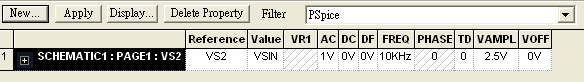 New... Apply Display... Delete Property Filter PSpice
Reference Value VR1 AC DC DF FREQ PHASE TD VAMPL VOFF
1 SCHEMATIC1 : PAGE1 : VS2 VS2 VSIN 1V 0V 0V 10KHz 0 0 2.5V 0V